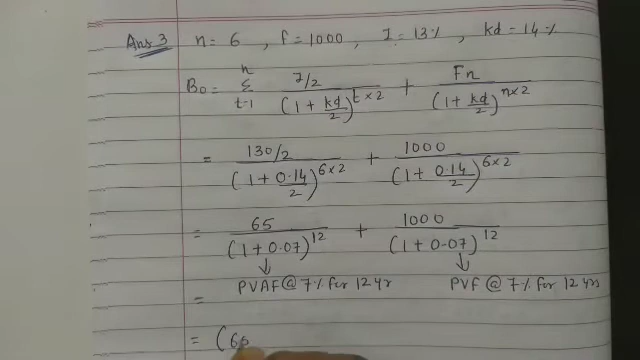 Ans 3 n = 6 , f = 1000 , I = 13% , kd = 14%
B₀ = n Σ t-1 I/2 / (1 + kd/2)^(t×2) + Fn / (1 + kd/2)^(n×2)
= 130/2 / (1 + 0.14/2)^(6×2) + 1000 / (1 + 0.14/2)^(6×2)
= 65 / (1 + 0.07)^12 + 1000 / (1 + 0.07)^12
↓ ↓
= PVAF @ 7% for 12 yr PVF @ 7% for 12 yrs
= (65